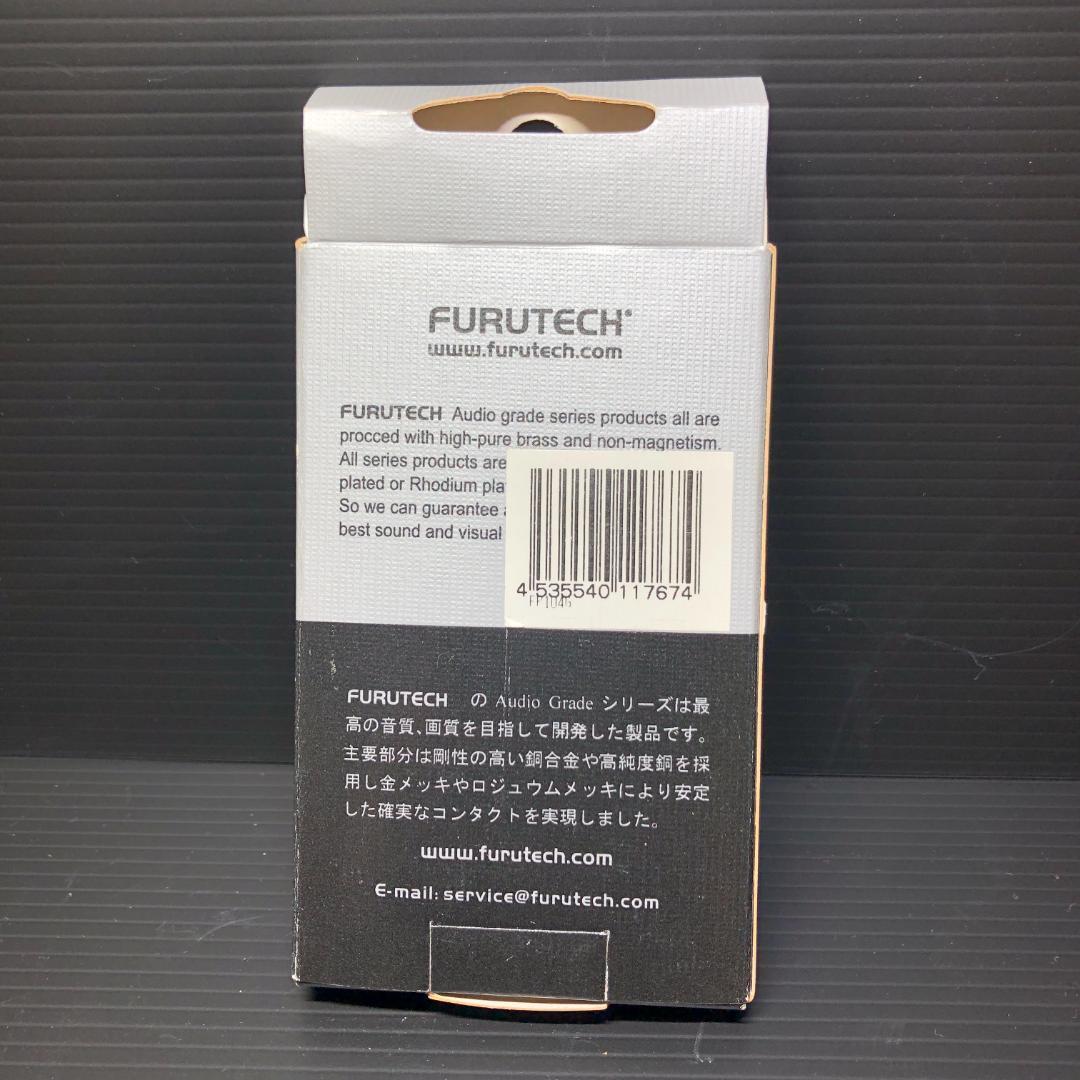 FURUTECH®
www.furutech.com
FURUTECH Audio grade series products all are
procced with high-pure brass and non-magnetism.
All series products are
plated or Rhodium
So we can guarantee
best sound and visual
4 535540 117674
FP1046
FURUTECH の Audio Grade シリーズは最
高の音質、画質を目指して開発した製品です。
主要部分は剛性の高い銅合金や高純度銅を採
用し金メッキやロジュウムメッキにより安定
した確実なコンタクトを実現しました。
www.furutech.com
E-mail: service@furutech.com